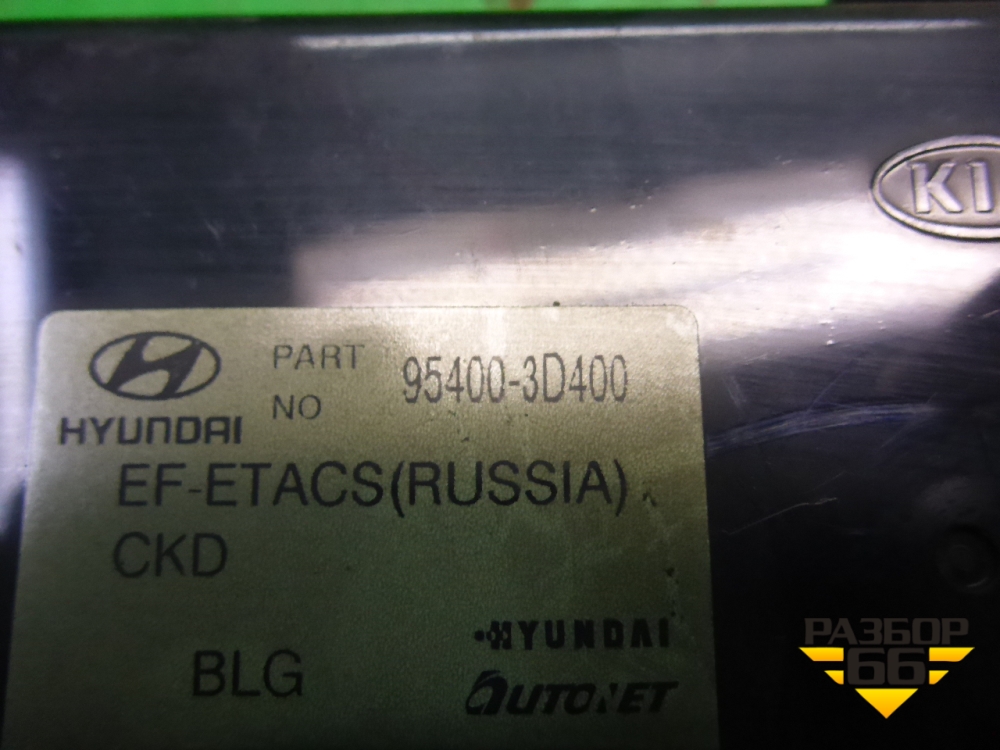 KI
HYUNDAI
PART NO
95400-3D400
EF-ETACS(RUSSIA)
CKD
BLG
HYUNDAI
AUTONET
РАЗБОР
66